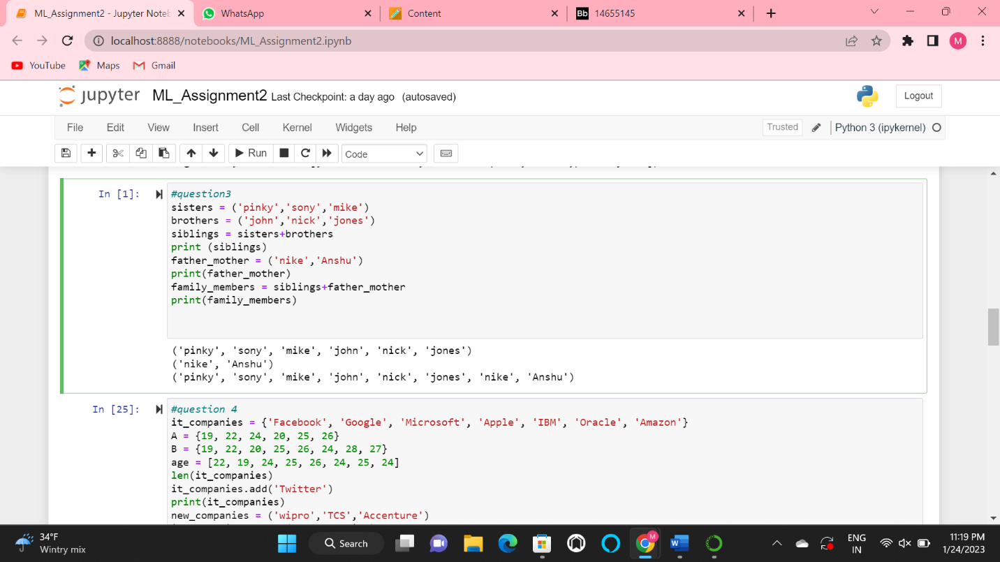 ML_Assignment2 - Jupyter Noteb
WhatsApp
Content
Bb 14655145
localhost:8888/notebooks/ML_Assignment2.ipynb
M
YouTube Maps Gmail
jupyter ML_Assignment2 Last Checkpoint: a day ago (autosaved)
Logout
File Edit View Insert Cell Kernel Widgets Help
Trusted Python 3 (ipykernel)
Run Code
In [1]: #question3
sisters = ('pinky','sony','mike')
brothers = ('john','nick','jones')
siblings = sisters+brothers
print (siblings)
father_mother = ('nike','Anshu')
print(father_mother)
family_members = siblings+father_mother
print(family_members)
('pinky', 'sony', 'mike', 'john', 'nick', 'jones')
('nike', 'Anshu')
('pinky', 'sony', 'mike', 'john', 'nick', 'jones', 'nike', 'Anshu')
In [25]: #question 4
it_companies = {'Facebook', 'Google', 'Microsoft', 'Apple', 'IBM', 'Oracle', 'Amazon'}
A = {19, 22, 24, 20, 25, 26}
B = {19, 22, 20, 25, 26, 24, 28, 27}
age = [22, 19, 24, 25, 26, 24, 25, 24]
len(it_companies)
it_companies.add('Twitter')
print(it_companies)
new_companies = ('wipro','TCS','Accenture')
34°F
Wintry mix
Search
M
W
ENG
IN
11:19 PM
1/24/2023